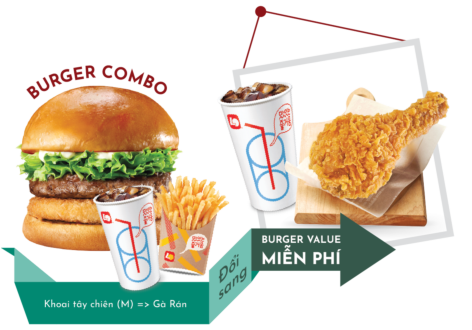 BURGER COMBO
Khoai tây chiên (M) => Gà Rán
Đổi
sang
BURGER VALUE
MIỄN PHÍ